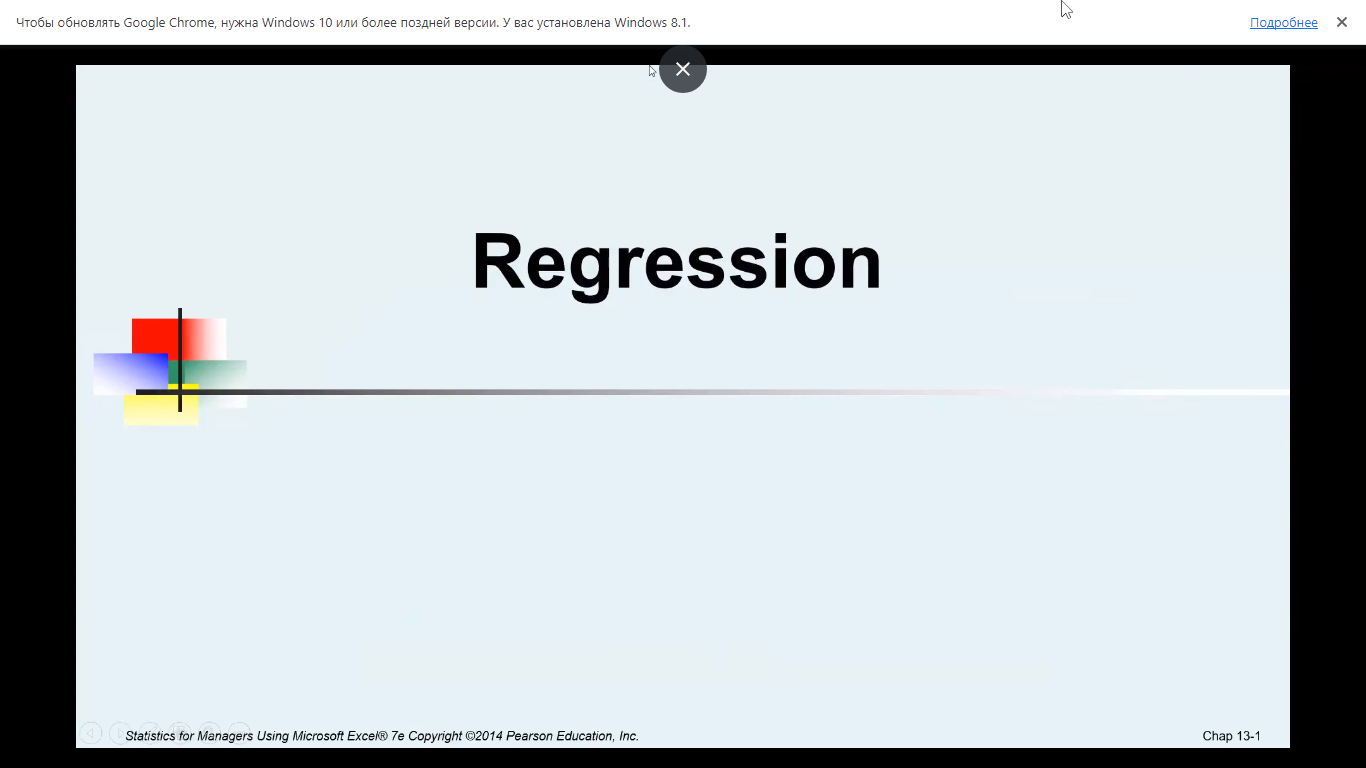 Чтобы обновлять Google Chrome, нужна Windows 10 или более поздней версии. У вас установлена Windows 8.1.
Подробнее
Regression
Statistics for Managers Using Microsoft Excel® 7e Copyright ©2014 Pearson Education, Inc.
Chap 13-1